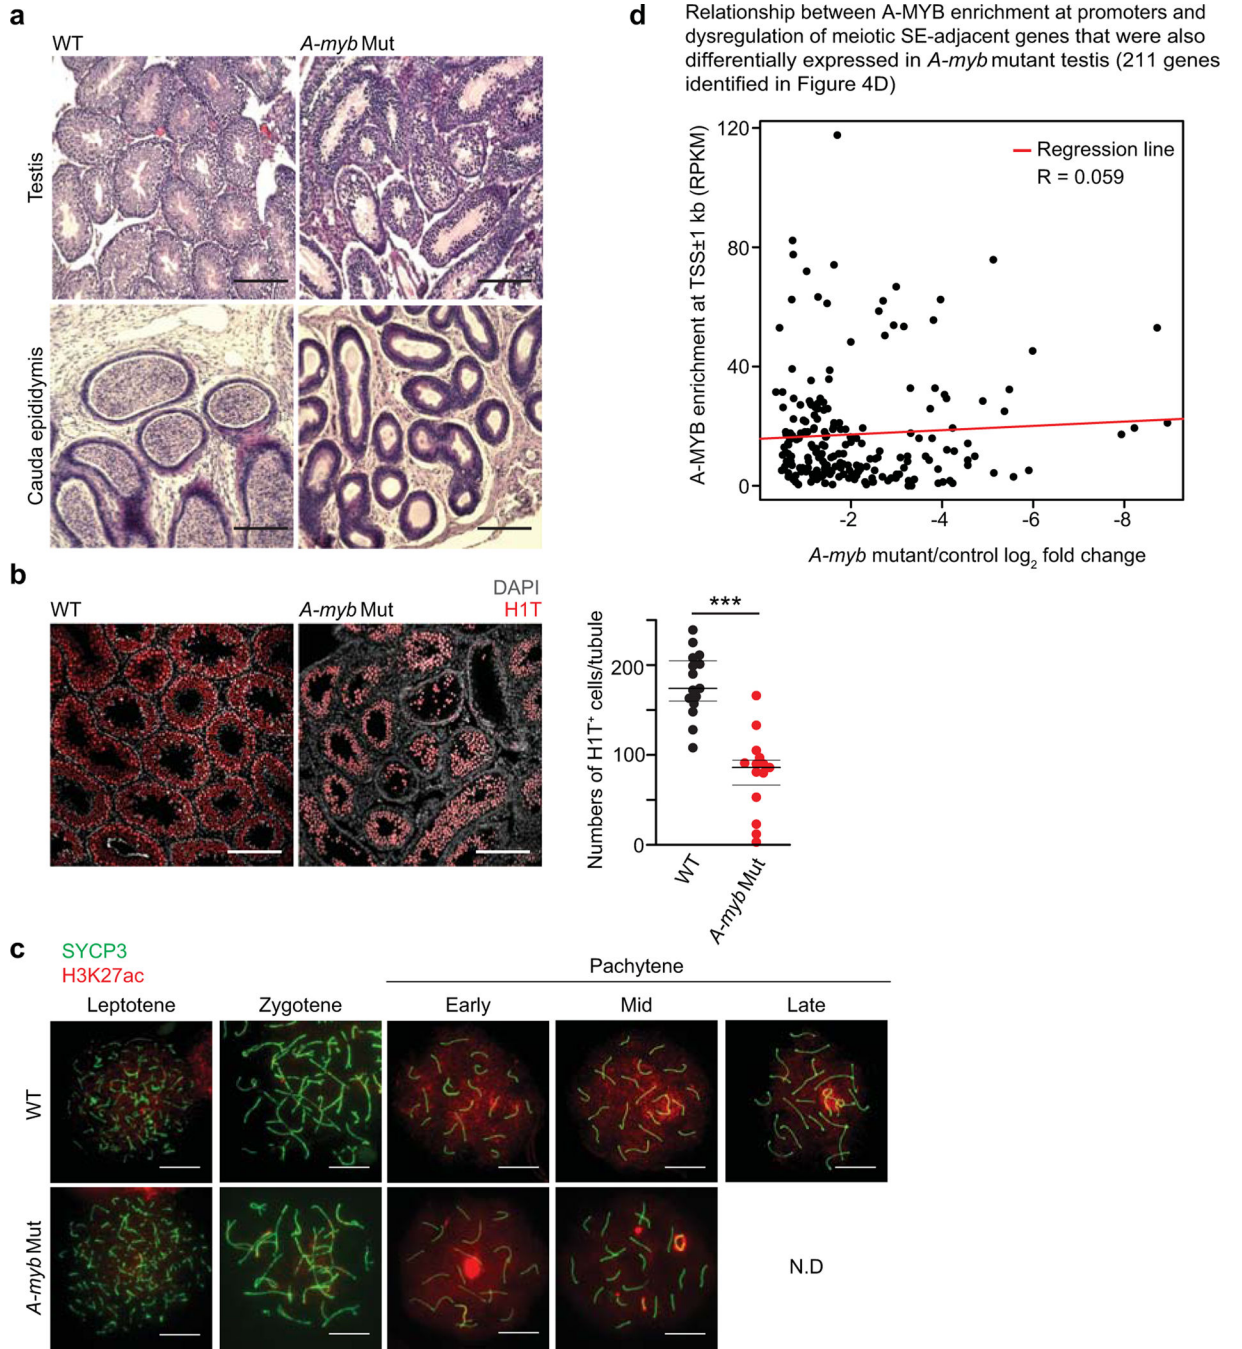 a
WT
A-myb Mut
Testis
Cauda epididymis
b
DAPI
H1T
WT
A-myb Mut
***
Numbers of H1T⁺ cells/tubule
200
100
0
WT
A-myb Mut
c
SYCP3
H3K27ac
Pachytene
Leptotene
Zygotene
Early
Mid
Late
WT
A-myb Mut
N.D
d
Relationship between A-MYB enrichment at promoters and
dysregulation of meiotic SE-adjacent genes that were also
differentially expressed in A-myb mutant testis (211 genes
identified in Figure 4D)
A-MYB enrichment at TSS±1 kb (RPKM)
120
80
40
0
Regression line
R = 0.059
-2
-4
-6
-8
A-myb mutant/control log₂ fold change